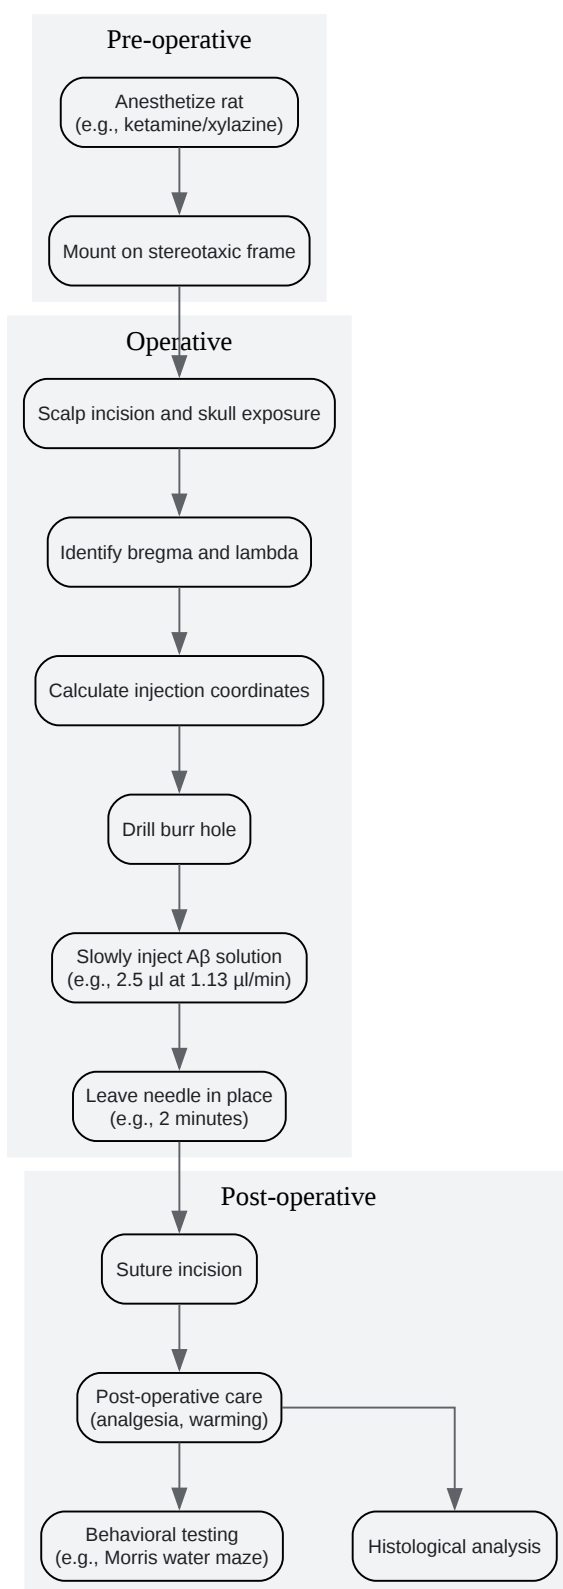 Pre-operative
Anesthetize rat
(e.g., ketamine/xylazine)
Mount on stereotaxic frame
Operative
Scalp incision and skull exposure
Identify bregma and lambda
Calculate injection coordinates
Drill burr hole
Slowly inject Aβ solution
(e.g., 2.5 µl at 1.13 µl/min)
Leave needle in place
(e.g., 2 minutes)
Post-operative
Suture incision
Post-operative care
(analgesia, warming)
Behavioral testing
(e.g., Morris water maze)
Histological analysis